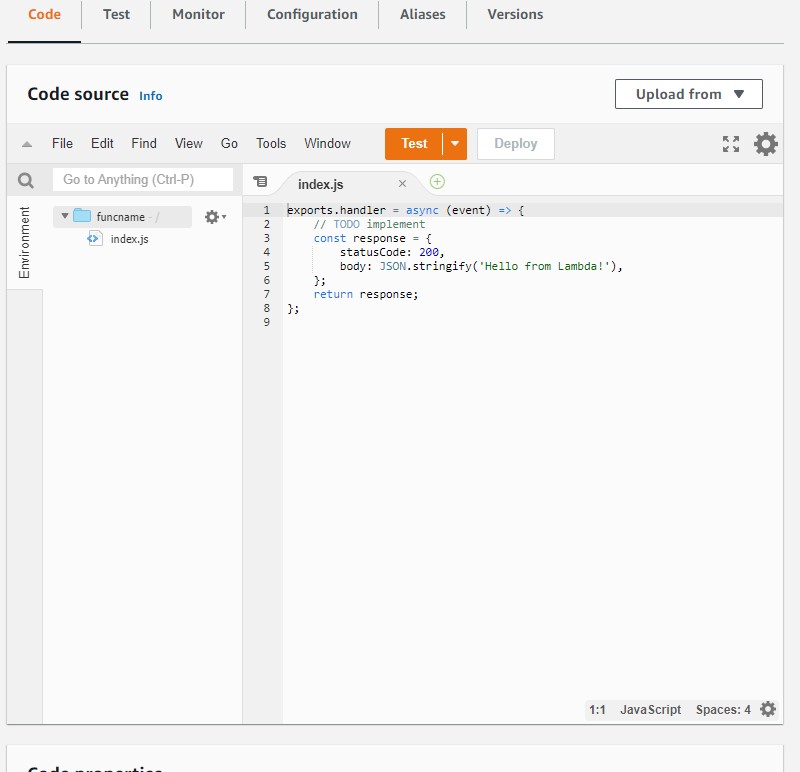 Code Test Monitor Configuration Aliases Versions
Code source Info
Upload from
File Edit Find View Go Tools Window Test Deploy
Go to Anything (Ctrl-P)
index.js
Environment
funcname - /
index.js
1 exports.handler = async (event) => {
2     // TODO implement
3     const response = {
4         statusCode: 200,
5         body: JSON.stringify('Hello from Lambda!'),
6     };
7     return response;
8 };
9
1:1 JavaScript Spaces: 4
Code properties